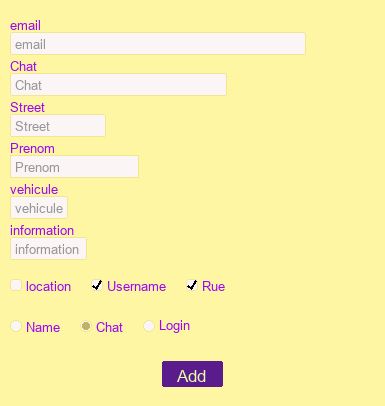 email
email
Chat
Chat
Street
Street
Prenom
Prenom
vehicule
vehicule
information
information
location Username Rue
Name Chat Login
Add